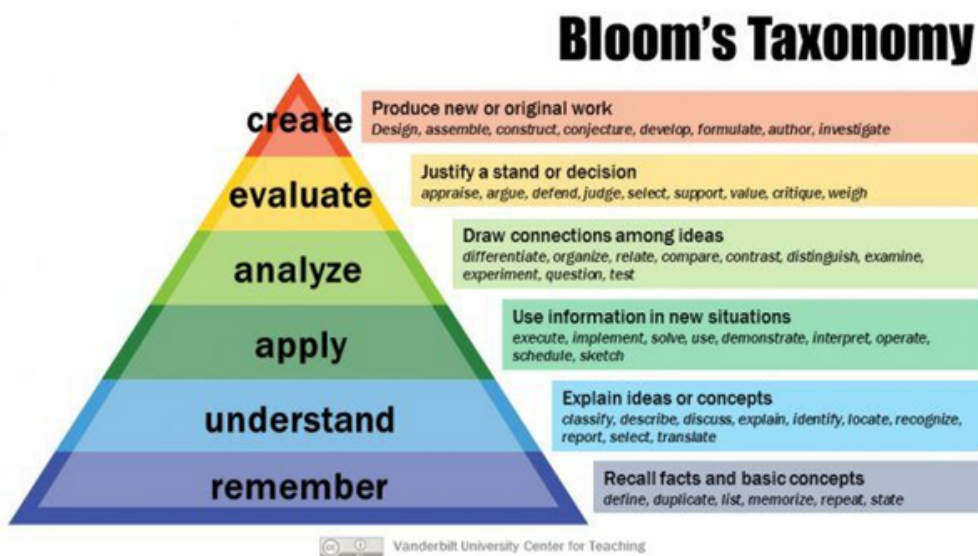 Bloom's Taxonomy
create
Produce new or original work
Design, assemble, construct, conjecture, develop, formulate, author, investigate
evaluate
Justify a stand or decision
appraise, argue, defend, judge, select, support, value, critique, weigh
analyze
Draw connections among ideas
differentiate, organize, relate, compare, contrast, distinguish, examine,
experiment, question, test
apply
Use information in new situations
execute, implement, solve, use, demonstrate, interpret, operate,
schedule, sketch
understand
Explain ideas or concepts
classify, describe, discuss, explain, identify, locate, recognize,
report, select, translate
remember
Recall facts and basic concepts
define, duplicate, list, memorize, repeat, state
cc
Vanderbilt University Center for Teaching